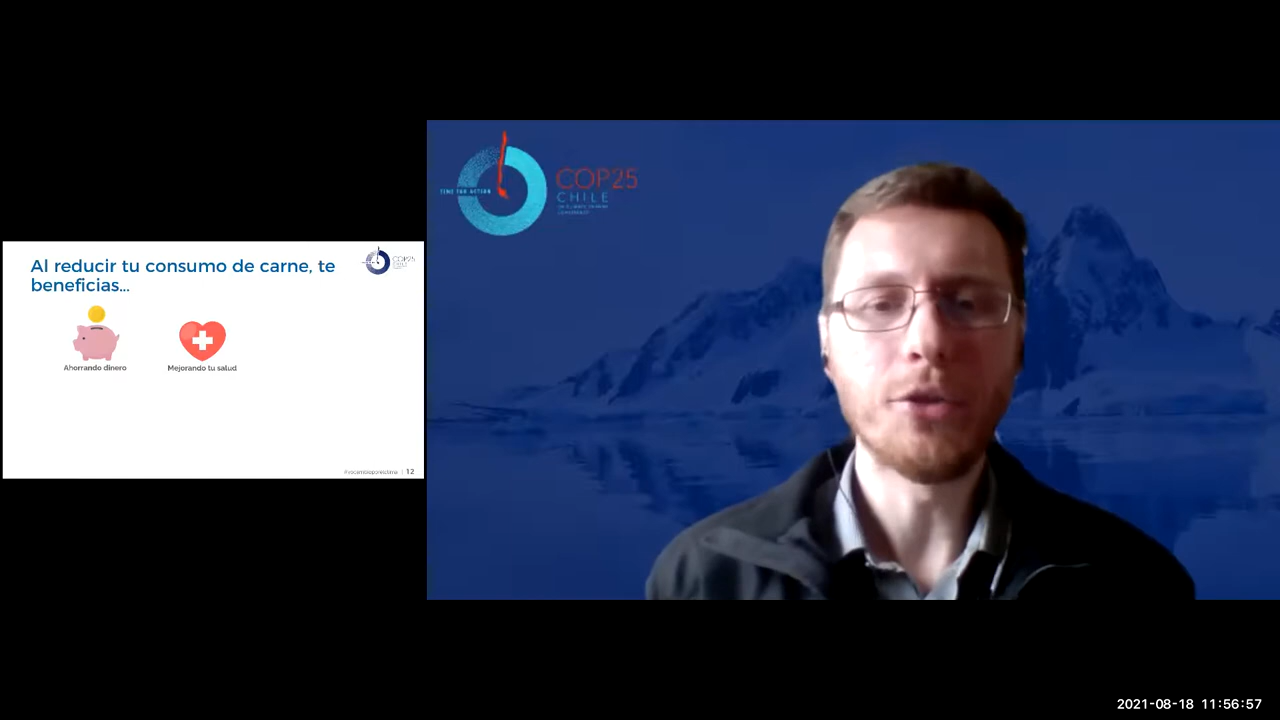 Al reducir tu consumo de carne, te
beneficias...
COP25
Ahorrando dinero
Mejorando tu salud
12
TIME FOR ACTION
COP25
CHILE
2021-08-18 11:56:57